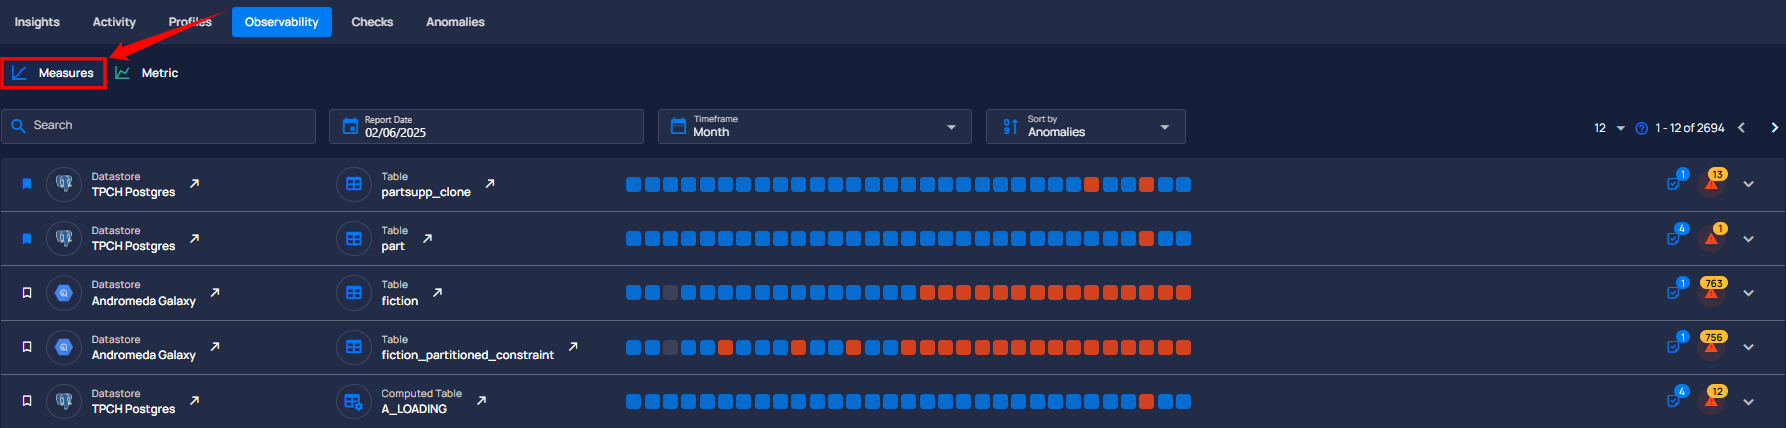 Insights Activity Profiles Observability Checks Anomalies
Measures Metric
Search
Report Date
02/06/2025
Timeframe
Month
Sort by
Anomalies
12 1 - 12 of 2694
Datastore
TPCH Postgres
Table
partsupp_clone
1 13
Datastore
TPCH Postgres
Table
part
4 1
Datastore
Andromeda Galaxy
Table
fiction
1 763
Datastore
Andromeda Galaxy
Table
fiction_partitioned_constraint
1 756
Datastore
TPCH Postgres
Computed Table
A_LOADING
4 12